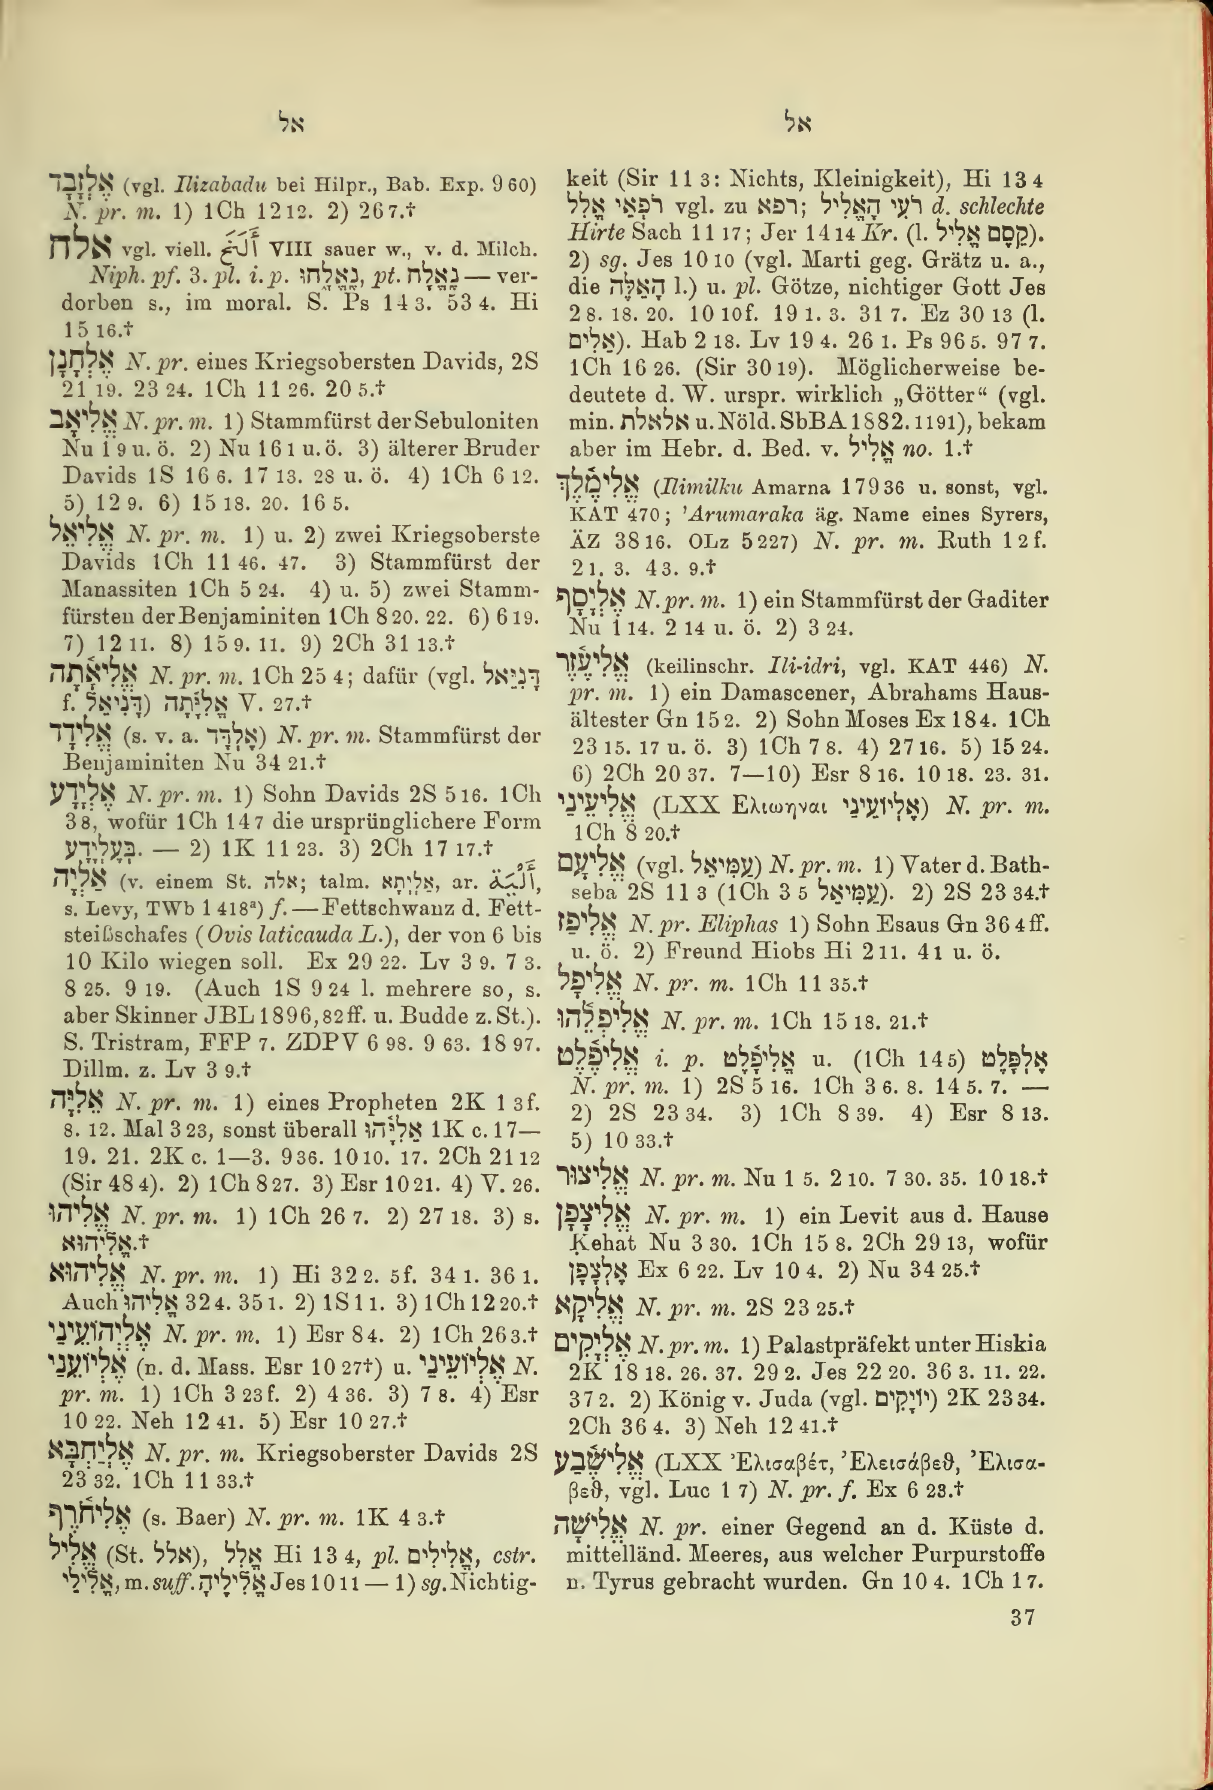 אל
אֶלְזָבָד (vgl. Ilizabadu bei Hilpr., Bab. Exp. 9 60)
N. pr. m. 1) 1Ch 12 12. 2) 26 7.†
אלח vgl. viell. VIII sauer w., v. d. Milch.
Niph. pf. 3. pl. i. p. נֶאֱלָחוּ, pt. נֶאֱלָח — ver-
dorben s., im moral. S. Ps 14 3. 53 4. Hi
15 16.†
אֶלְחָנָן N. pr. eines Kriegsobersten Davids, 2S
21 19. 23 24. 1Ch 11 26. 20 5.†
אֱלִיאָב N. pr. m. 1) Stammfürst der Sebuloniten
Nu 1 9 u. ö. 2) Nu 16 1 u. ö. 3) älterer Bruder
Davids 1S 16 6. 17 13. 28 u. ö. 4) 1Ch 6 12.
5) 12 9. 6) 15 18. 20. 16 5.
אֱלִיאֵל N. pr. m. 1) u. 2) zwei Kriegsoberste
Davids 1Ch 11 46. 47. 3) Stammfürst der
Manassiten 1Ch 5 24. 4) u. 5) zwei Stamm-
fürsten der Benjaminiten 1Ch 8 20. 22. 6) 6 19.
7) 12 11. 8) 15 9. 11. 9) 2Ch 31 13.†
אֱלִיאָתָה N. pr. m. 1Ch 25 4; dafür (vgl. דָּנִיֵּאל
f. דָּנִיאֵל) אֱלִיָּתָה V. 27.†
אֱלִידָד (s. v. a. אֶלְדָּד) N. pr. m. Stammfürst der
Benjaminiten Nu 34 21.†
אֶלְיָדָע N. pr. m. 1) Sohn Davids 2S 5 16. 1Ch
3 8, wofür 1Ch 14 7 die ursprünglichere Form
בְּעֶלְיָדָע. — 2) 1K 11 23. 3) 2Ch 17 17.†
אַלְיָה (v. einem St. אלה; talm. אליתא, ar. أَلْيَة,
s. Levy, TWb 1 418ᵃ) f. — Fettschwanz d. Fett-
steißschafes (Ovis laticauda L.), der von 6 bis
10 Kilo wiegen soll. Ex 29 22. Lv 3 9. 7 3.
8 25. 9 19. (Auch 1S 9 24 l. mehrere so, s.
aber Skinner JBL 1896, 82ff. u. Budde z. St.).
S. Tristram, FFP 7. ZDPV 6 98. 9 63. 18 97.
Dillm. z. Lv 3 9.†
אֵלִיָּה N. pr. m. 1) eines Propheten 2K 1 3 f.
8. 12. Mal 3 23, sonst überall אֵלִיָּהוּ 1K c. 17—
19. 21. 2K c. 1—3. 9 36. 10 10. 17. 2Ch 21 12
(Sir 48 4). 2) 1Ch 8 27. 3) Esr 10 21. 4) V. 26.
אֱלִיהוּ N. pr. m. 1) 1Ch 26 7. 2) 27 18. 3) s.
אֱלִיהוּא.†
אֱלִיהוּא N. pr. m. 1) Hi 32 2. 5f. 34 1. 36 1.
Auch אֱלִיהוּ 32 4. 35 1. 2) 1S 1 1. 3) 1Ch 12 20.†
אֶלְיְהוֹעֵינַי N. pr. m. 1) Esr 8 4. 2) 1Ch 26 3.†
אֶלְיוֹעֵנַי (n. d. Mass. Esr 10 27†) u. אֶלְיוֹעֵינַי N.
pr. m. 1) 1Ch 3 23 f. 2) 4 36. 3) 7 8. 4) Esr
10 22. Neh 12 41. 5) Esr 10 27.†
אֶלְיַחְבָּא N. pr. m. Kriegsoberster Davids 2S
23 32. 1Ch 11 33.†
אֱלִיחֹרֶף (s. Baer) N. pr. m. 1K 4 3.†
אֱלִיל (St. אלל), אֱלָל Hi 13 4, pl. אֱלִילִים, cstr.
אֱלִילֵי, m. suff. אֱלִילֶיהָ Jes 10 11 — 1) sg. Nichtig-
אל
keit (Sir 11 3: Nichts, Kleinigkeit), Hi 13 4
רֹפְאֵי אֱלָל vgl. zu רפא; רֹעִי הָאֱלִיל d. schlechte
Hirte Sach 11 17; Jer 14 14 Kr. (l. קֶסֶם אֱלִיל).
2) sg. Jes 10 10 (vgl. Marti geg. Grätz u. a.,
die הָאֵלֶּה l.) u. pl. Götze, nichtiger Gott Jes
2 8. 18. 20. 10 10f. 19 1. 3. 31 7. Ez 30 13 (l.
אֵלִים). Hab 2 18. Lv 19 4. 26 1. Ps 96 5. 97 7.
1Ch 16 26. (Sir 30 19). Möglicherweise be-
deutete d. W. urspr. wirklich „Götter“ (vgl.
min. אלאלת u. Nöld. SbBA 1882. 1191), bekam
aber im Hebr. d. Bed. v. אֱלִיל no. 1.†
אֱלִימֶלֶךְ (Ilimilku Amarna 179 36 u. sonst, vgl.
KAT 470; ’Arumaraka äg. Name eines Syrers,
ÄZ 38 16. OLz 5 227) N. pr. m. Ruth 1 2f.
2 1. 3. 4 3. 9.†
אֶלְיָסָף N. pr. m. 1) ein Stammfürst der Gaditer
Nu 1 14. 2 14 u. ö. 2) 3 24.
אֱלִיעֶזֶר (keilinschr. Ili-idri, vgl. KAT 446) N.
pr. m. 1) ein Damascener, Abrahams Haus-
ältester Gn 15 2. 2) Sohn Moses Ex 18 4. 1Ch
23 15. 17 u. ö. 3) 1Ch 7 8. 4) 27 16. 5) 15 24.
6) 2Ch 20 37. 7—10) Esr 8 16. 10 18. 23. 31.
אֱלִיעֵינַי (LXX Ελιωηναι אֶלְיוֹעֵינַי) N. pr. m.
1Ch 8 20.†
אֱלִיעָם (vgl. עַמִּיאֵל) N. pr. m. 1) Vater d. Bath-
seba 2S 11 3 (1Ch 3 5 עַמִּיאֵל). 2) 2S 23 34.†
אֱלִיפַז N. pr. Eliphas 1) Sohn Esaus Gn 36 4 ff.
u. ö. 2) Freund Hiobs Hi 2 11. 4 1 u. ö.
אֱלִיפָל N. pr. m. 1Ch 11 35.†
אֱלִיפְלֵהוּ N. pr. m. 1Ch 15 18. 21.†
אֱלִיפֶלֶט i. p. אֱלִיפָלֶט u. (1Ch 14 5) אֶלְפָּלֶט
N. pr. m. 1) 2S 5 16. 1Ch 3 6. 8. 14 5. 7. —
2) 2S 23 34. 3) 1Ch 8 39. 4) Esr 8 13.
5) 10 33.†
אֱלִיצוּר N. pr. m. Nu 1 5. 2 10. 7 30. 35. 10 18.†
אֱלִיצָפָן N. pr. m. 1) ein Levit aus d. Hause
Kehat Nu 3 30. 1Ch 15 8. 2Ch 29 13, wofür
אֶלְצָפָן Ex 6 22. Lv 10 4. 2) Nu 34 25.†
אֱלִיקָא N. pr. m. 2S 23 25.†
אֶלְיָקִים N. pr. m. 1) Palastpräfekt unter Hiskia
2K 18 18. 26. 37. 29 2. Jes 22 20. 36 3. 11. 22.
37 2. 2) König v. Juda (vgl. יוֹיָקִים) 2K 23 34.
2Ch 36 4. 3) Neh 12 41.†
אֱלִישֶׁבַע (LXX ’Ελισαβέτ, ’Ελεισάβεϑ, ’Ελισα-
βεϑ, vgl. Luc 1 7) N. pr. f. Ex 6 23.†
אֱלִישָׁה N. pr. einer Gegend an d. Küste d.
mittelländ. Meeres, aus welcher Purpurstoffe
n. Tyrus gebracht wurden. Gn 10 4. 1Ch 1 7.
37